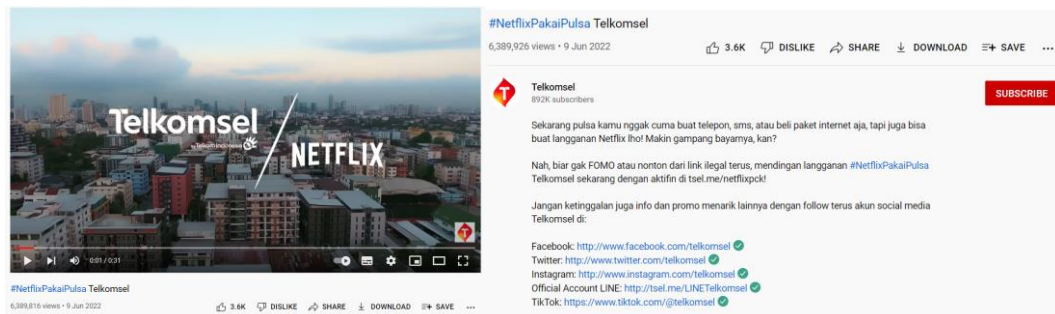 Telkomsel
by Telkom Indonesia
NETFLIX
0:01 / 0:31
#NetflixPakaiPulsa Telkomsel
6,389,816 views • 9 Jun 2022
3.6K DISLIKE SHARE DOWNLOAD SAVE ...
#NetflixPakaiPulsa Telkomsel
6,389,926 views • 9 Jun 2022
3.6K DISLIKE SHARE DOWNLOAD SAVE ...
Telkomsel
892K subscribers
SUBSCRIBE
Sekarang pulsa kamu nggak cuma buat telepon, sms, atau beli paket internet aja, tapi juga bisa
buat langganan Netflix lho! Makin gampang bayarnya, kan?
Nah, biar gak FOMO atau nonton dari link ilegal terus, mendingan langganan #NetflixPakaiPulsa
Telkomsel sekarang dengan aktifin di tsel.me/netflixpck!
Jangan ketinggalan juga info dan promo menarik lainnya dengan follow terus akun social media
Telkomsel di:
Facebook: http://www.facebook.com/telkomsel
Twitter: http://www.twitter.com/telkomsel
Instagram: http://www.instagram.com/telkomsel
Official Account LINE: http://tsel.me/LINETelkomsel
TikTok: https://www.tiktok.com/@telkomsel